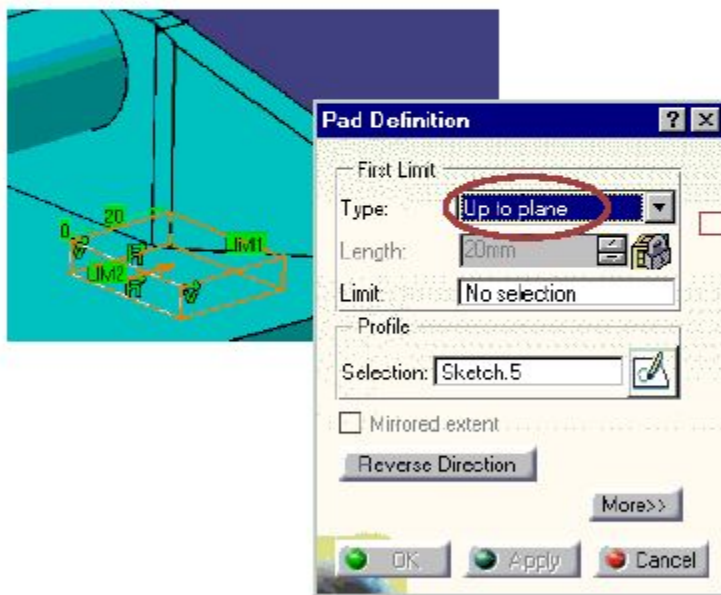 20
0
LIM1
LIM2
V
H
H
V
Pad Definition
First Limit
Type: Up to plane
Length: 20mm
Limit: No selection
Profile
Selection: Sketch.5
Mirrored extent
Reverse Direction
More>>
OK Apply Cancel